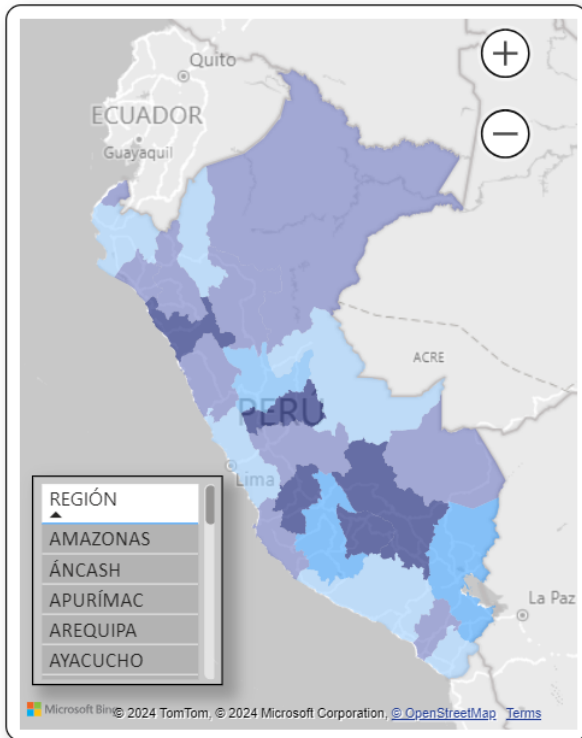 Quito
ECUADOR
Guayaquil
ACRE
PERU
Lima
La Paz
REGIÓN
AMAZONAS
ÁNCASH
APURÍMAC
AREQUIPA
AYACUCHO
Microsoft Bing
© 2024 TomTom, © 2024 Microsoft Corporation, © OpenStreetMap Terms